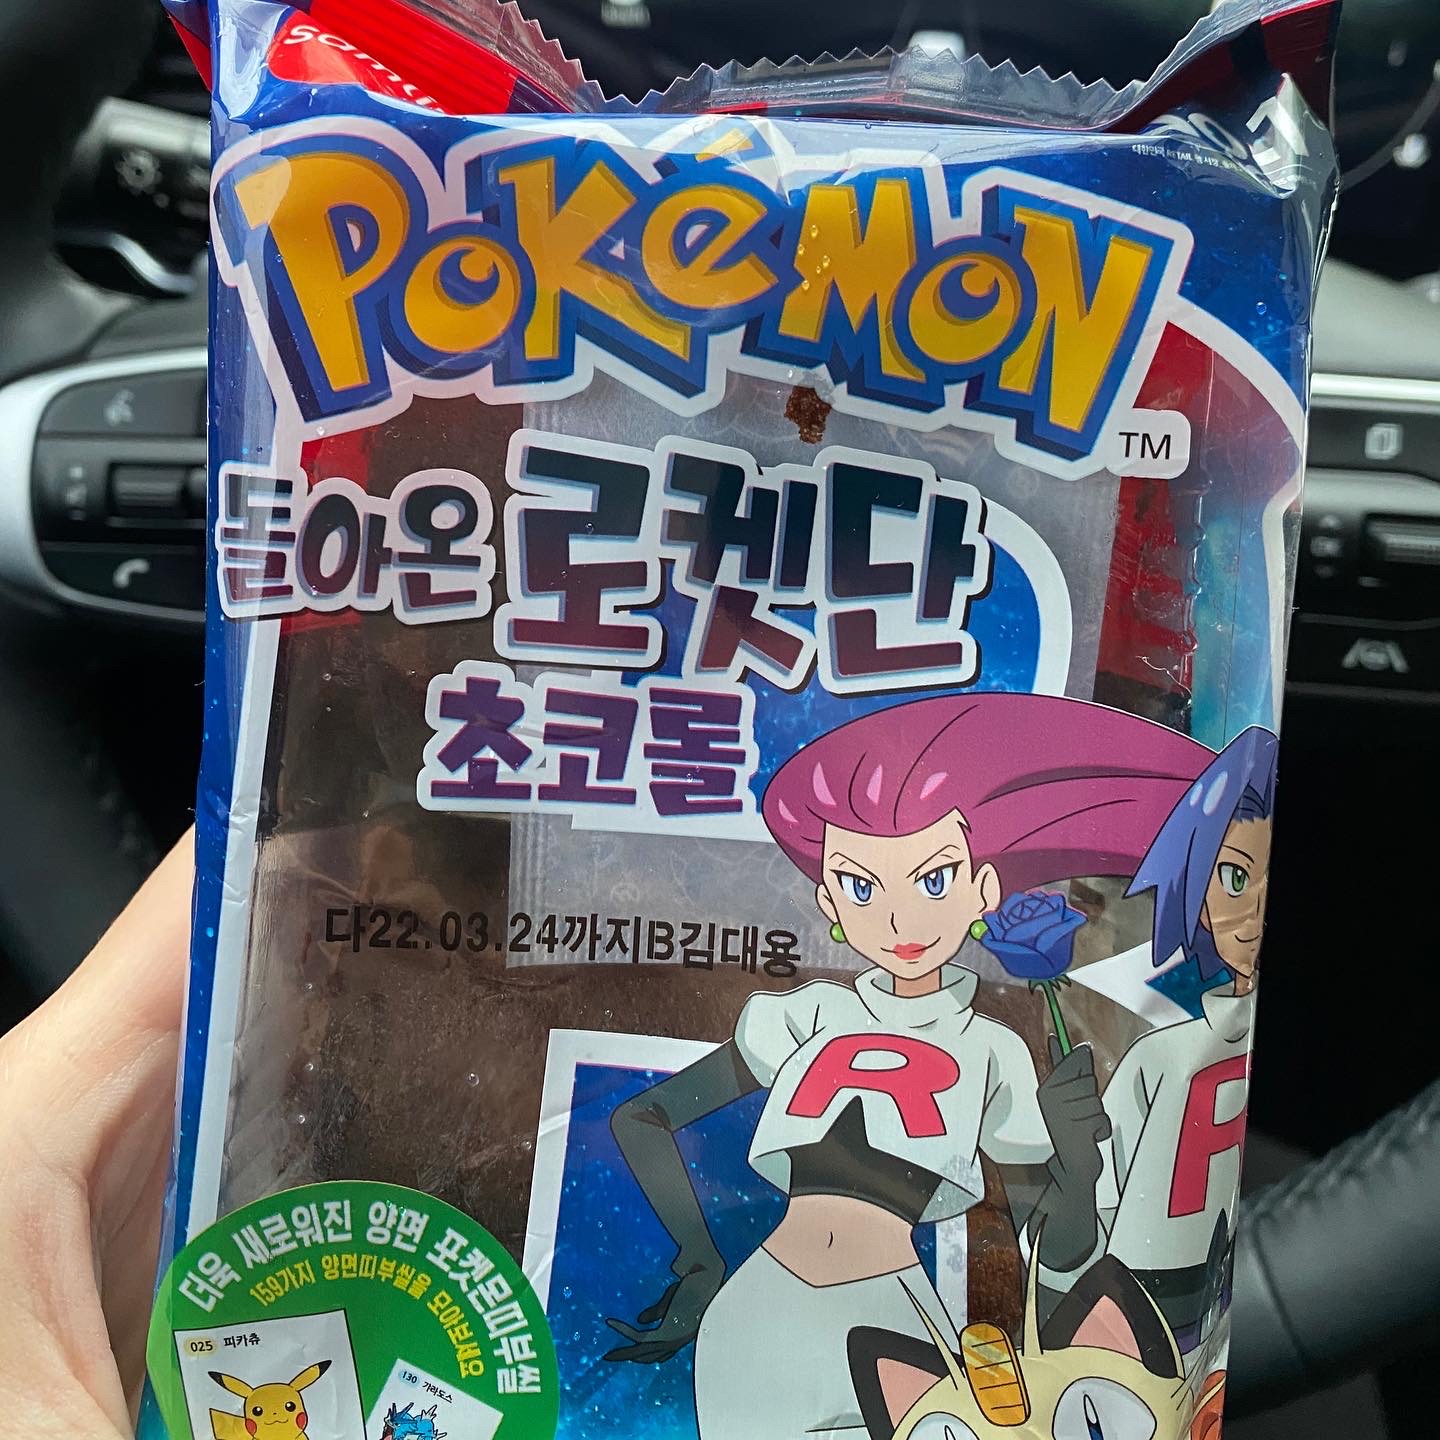 POKéMON
TM
돌아온 로켓단
초코롤
다22.03.24까지B김대용
R
R
더욱 새로워진 양면 포켓몬띠부씰
159가지 양면띠부씰을 모아보세요
025 피카츄
130 갸라도스